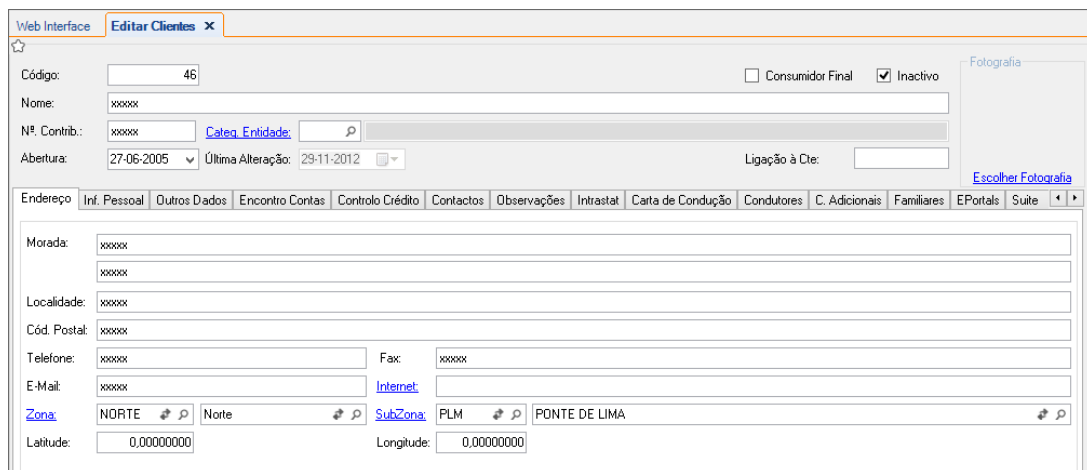 Web Interface Editar Clientes X
Código: 46 Consumidor Final Inactivo Fotografia
Nome: xxxxx
Nº. Contrib.: xxxxx Categ. Entidade:
Abertura: 27-06-2005 Última Alteração: 29-11-2012 Ligação à Cte:
Escolher Fotografia
Endereço Inf. Pessoal Outros Dados Encontro Contas Controlo Crédito Contactos Observações Intrastat Carta de Condução Condutores C. Adicionais Familiares EPortals Suite
Morada: xxxxx
xxxxx
Localidade: xxxxx
Cód. Postal: xxxxx
Telefone: xxxxx Fax: xxxxx
E-Mail: xxxxx Internet:
Zona: NORTE Norte SubZona: PLM PONTE DE LIMA
Latitude: 0,00000000 Longitude: 0,00000000